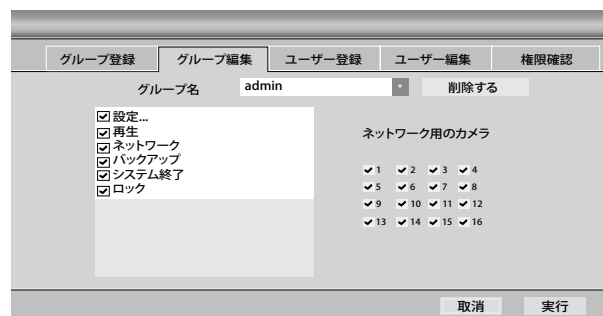 グループ登録 グループ編集 ユーザー登録 ユーザー編集 権限確認
グループ名 admin 削除する
設定...
再生
ネットワーク
バックアップ
システム終了
ロック
ネットワーク用のカメラ
1 2 3 4
5 6 7 8
9 10 11 12
13 14 15 16
取消 実行